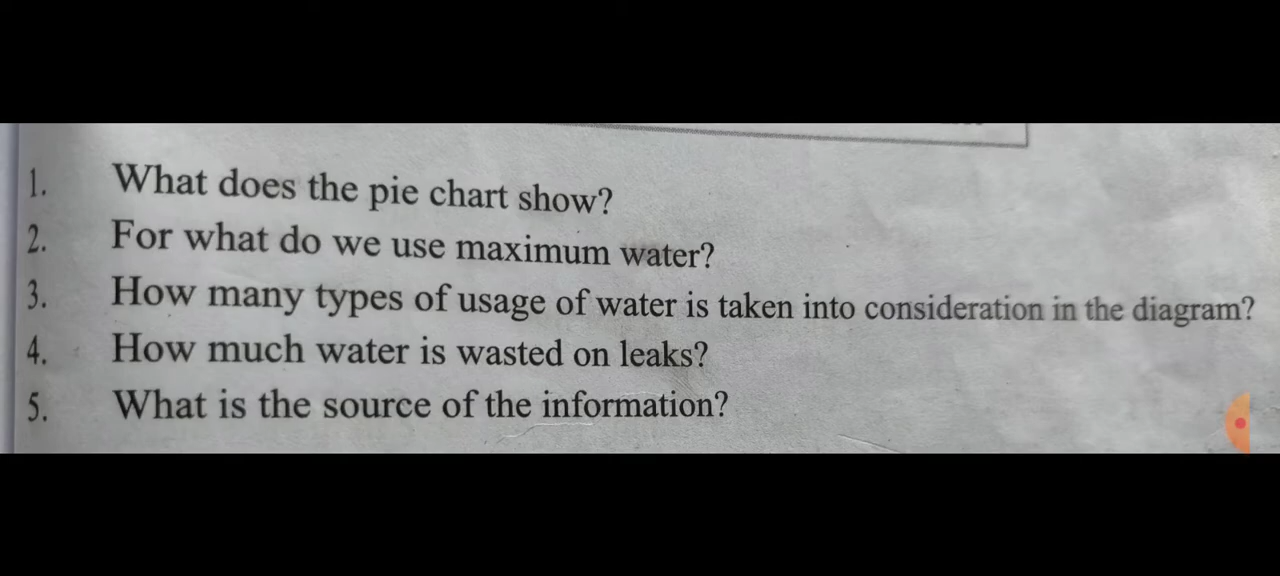 1. What does the pie chart show?
2. For what do we use maximum water?
3. How many types of usage of water is taken into consideration in the diagram?
4. How much water is wasted on leaks?
5. What is the source of the information?